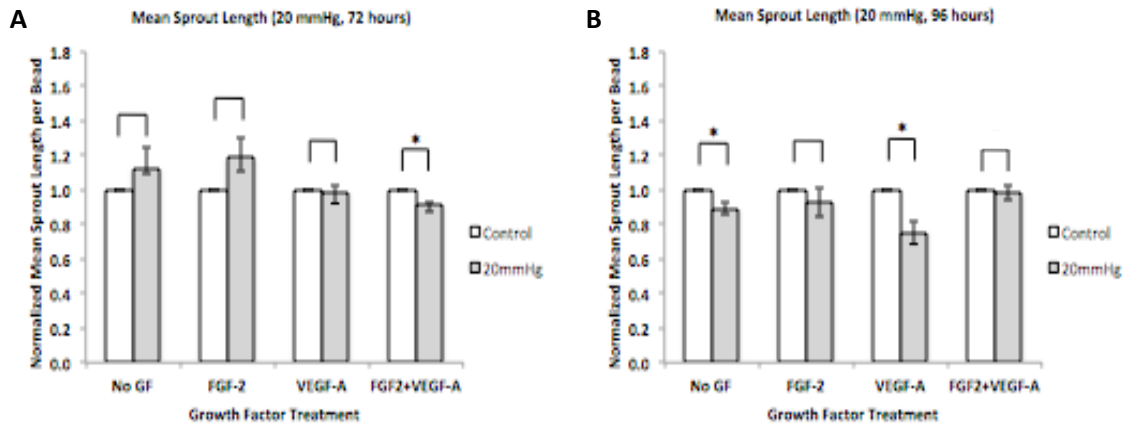 A
Mean Sprout Length (20 mmHg, 72 hours)
Normalized Mean Sprout Length per Bead
1.8
1.6
1.4
1.2
1.0
0.8
0.6
0.4
0.2
0.0
*
Control
20mmHg
No GF FGF-2 VEGF-A FGF2+VEGF-A
Growth Factor Treatment
B
Mean Sprout Length (20 mmHg, 96 hours)
Normalized Mean Sprout Length per Bead
1.8
1.6
1.4
1.2
1.0
0.8
0.6
0.4
0.2
0.0
* *
Control
20mmHg
No GF FGF-2 VEGF-A FGF2+VEGF-A
Growth Factor Treatment